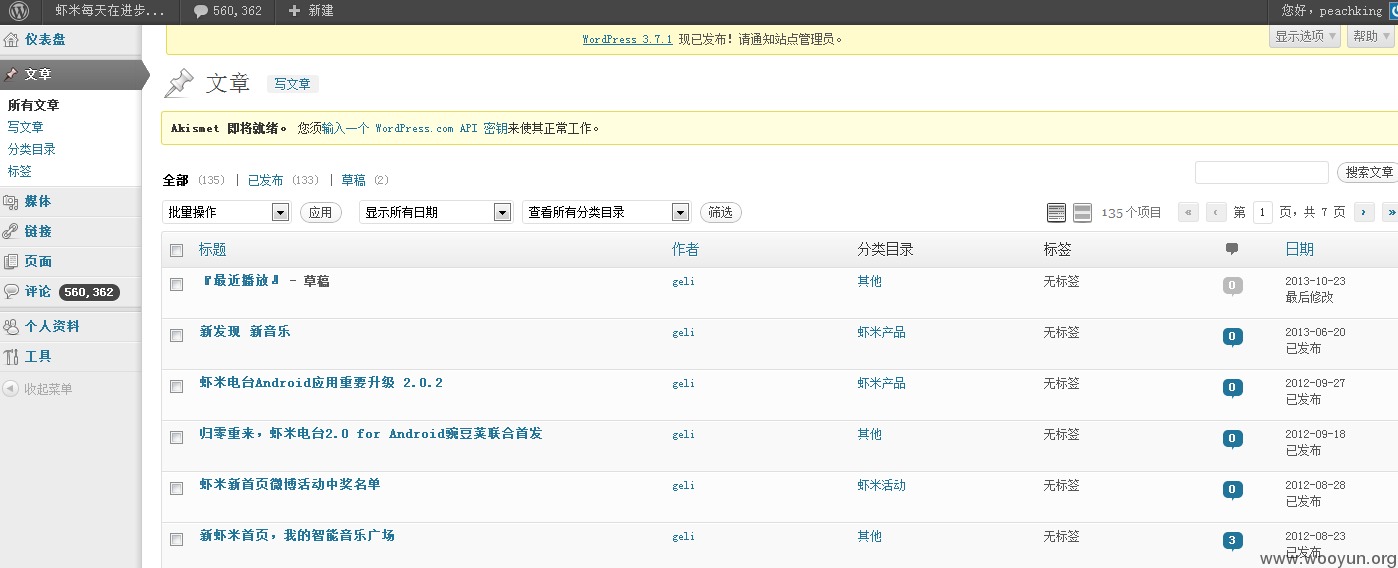 虾米每天在进步... 560,362 新建 您好，peachking
仪表盘
WordPress 3.7.1 现已发布！请通知站点管理员。
显示选项 帮助
文章
文章 写文章
所有文章
写文章
分类目录
标签
Akismet 即将就绪。 您须输入一个 WordPress.com API 密钥来使其正常工作。
媒体
链接
页面
评论 560,362
个人资料
工具
收起菜单
全部 (135) | 已发布 (133) | 草稿 (2)
搜索文章
批量操作 应用 显示所有日期 查看所有分类目录 筛选 135个项目 « ‹ 第 1 页，共 7 页 › »
标题 作者 分类目录 标签 日期
『最近播放』 - 草稿 geli 其他 无标签 0 2013-10-23
最后修改
新发现 新音乐 geli 虾米产品 无标签 0 2013-06-20
已发布
虾米电台Android应用重要升级 2.0.2 geli 虾米产品 无标签 0 2012-09-27
已发布
归零重来，虾米电台2.0 for Android豌豆荚联合首发 geli 其他 无标签 0 2012-09-18
已发布
虾米新首页微博活动中奖名单 geli 虾米活动 无标签 0 2012-08-28
已发布
新虾米首页，我的智能音乐广场 geli 其他 无标签 3 2012-08-23
已发布
www.wooyun.org